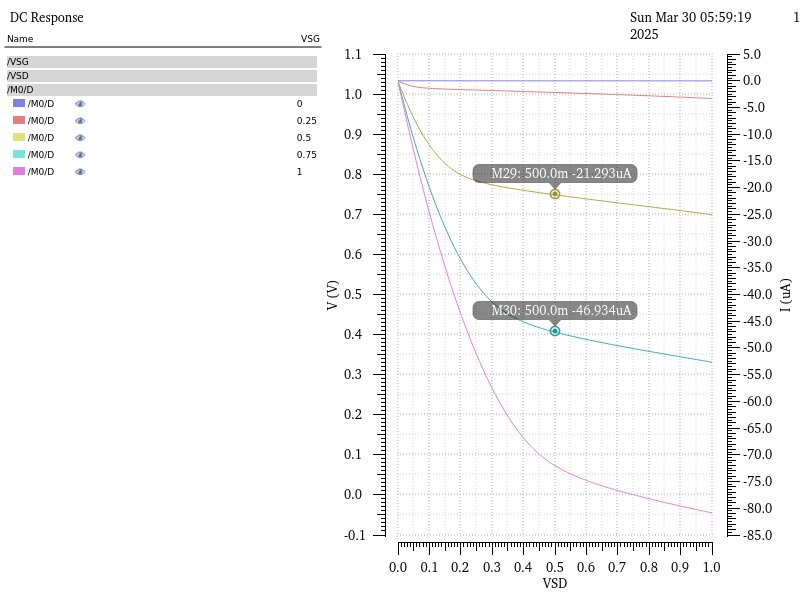 DC Response
Sun Mar 30 05:59:19 1
2025
Name VSG
/VSG
/VSD
/M0/D
/M0/D 0
/M0/D 0.25
/M0/D 0.5
/M0/D 0.75
/M0/D 1
V (V)
1.1
1.0
0.9
0.8
0.7
0.6
0.5
0.4
0.3
0.2
0.1
0.0
-0.1
M29: 500.0m -21.293uA
M30: 500.0m -46.934uA
5.0
0.0
-5.0
-10.0
-15.0
-20.0
-25.0
-30.0
-35.0
-40.0
-45.0
-50.0
-55.0
-60.0
-65.0
-70.0
-75.0
-80.0
-85.0
I (uA)
0.0 0.1 0.2 0.3 0.4 0.5 0.6 0.7 0.8 0.9 1.0
VSD